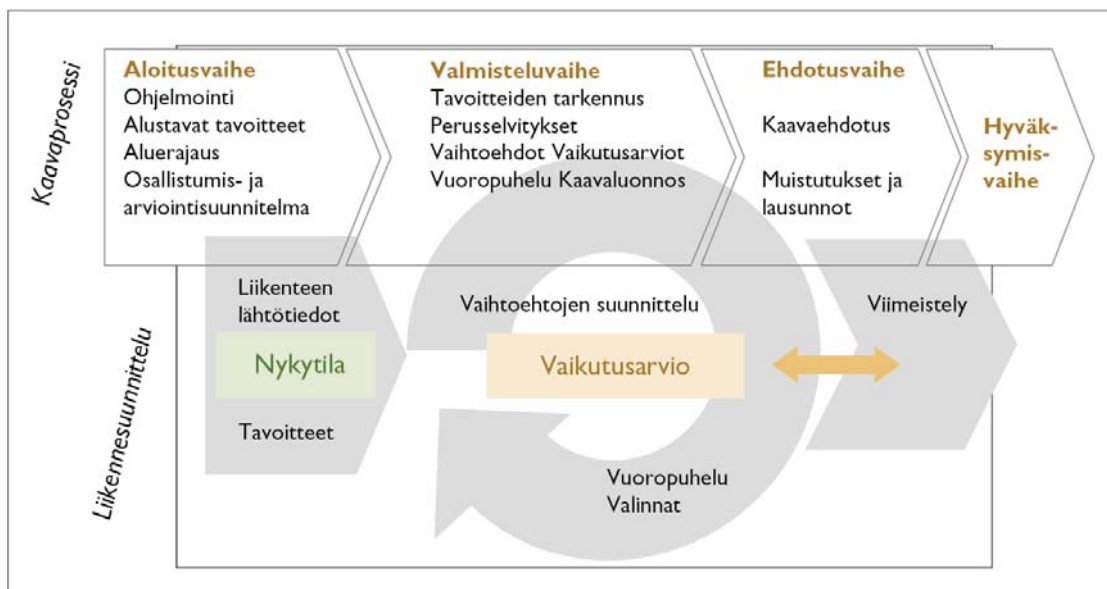 Kaavaprosessi
Aloitusvaihe
Ohjelmointi
Alustavat tavoitteet
Aluerajaus
Osallistumis- ja
arviointisuunnitelma
Valmisteluvaihe
Tavoitteiden tarkennus
Perusselvitykset
Vaihtoehdot Vaikutusarviot
Vuoropuhelu Kaavaluonnos
Ehdotusvaihe
Kaavaehdotus
Muistutukset ja
lausunnot
Hyväk-
symis-
vaihe
Liikennesuunnittelu
Liikenteen
lähtötiedot
Nykytila
Tavoitteet
Vaihtoehtojen suunnittelu
Vaikutusarvio
Vuoropuhelu
Valinnat
Viimeistely